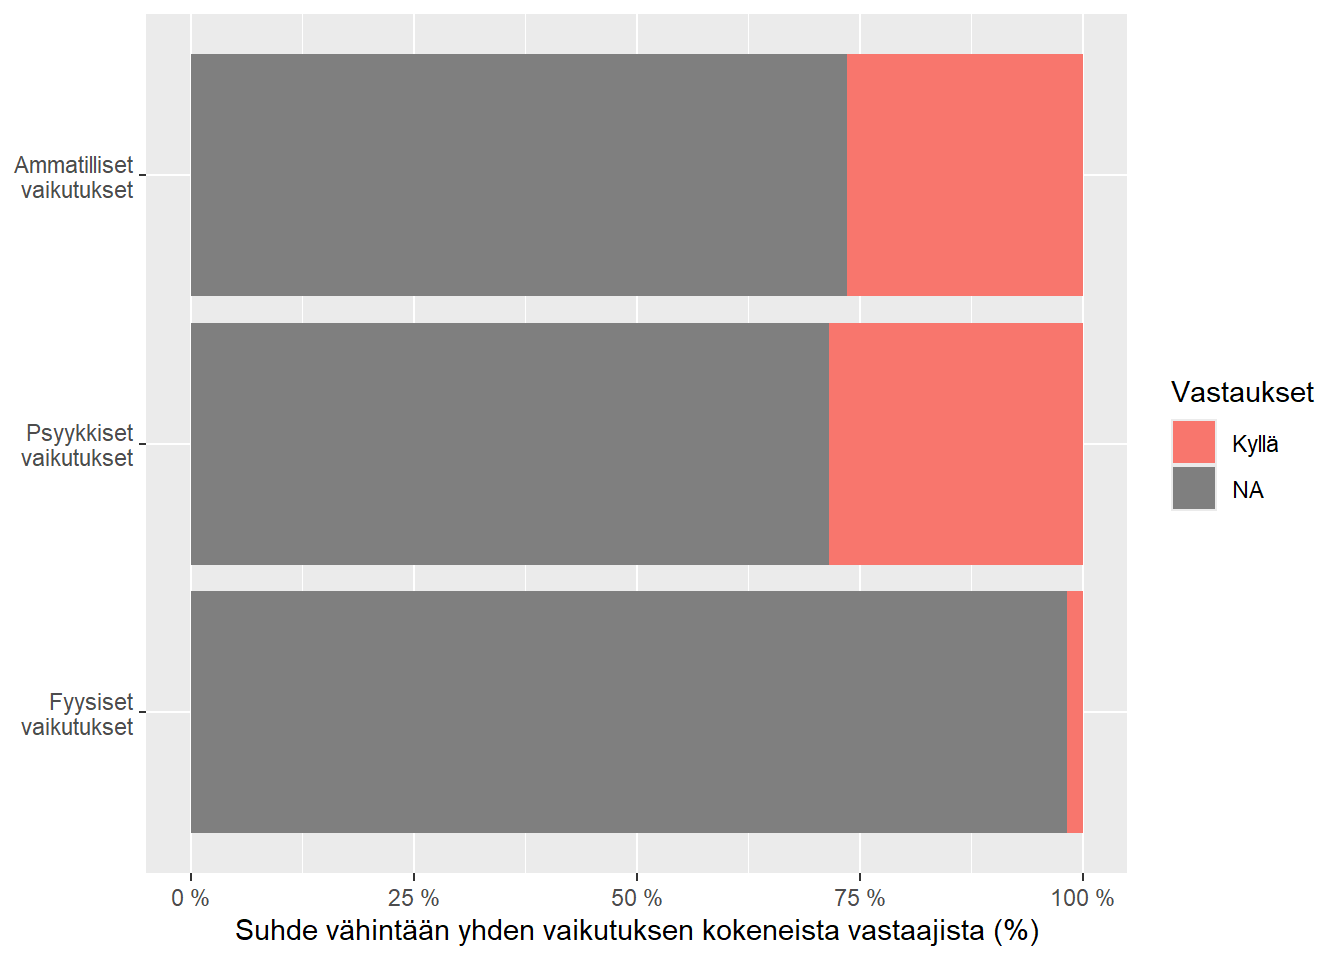 Ammatilliset
vaikutukset
Psyykkiset
vaikutukset
Fyysiset
vaikutukset
0 %
25 %
50 %
75 %
100 %
Suhde vähintään yhden vaikutuksen kokeneista vastaajista (%)
Vastaukset
Kyllä
NA